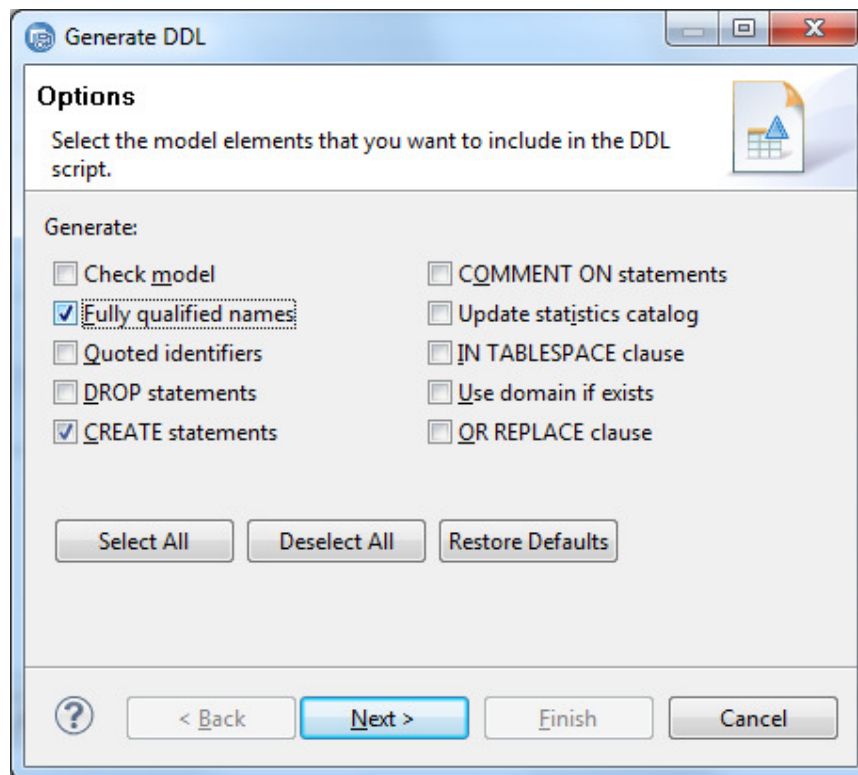 Generate DDL
Options
Select the model elements that you want to include in the DDL
script.
Generate:
Check model
COMMENT ON statements
Fully qualified names
Update statistics catalog
Quoted identifiers
IN TABLESPACE clause
DROP statements
Use domain if exists
CREATE statements
OR REPLACE clause
Select All
Deselect All
Restore Defaults
?
< Back
Next >
Finish
Cancel